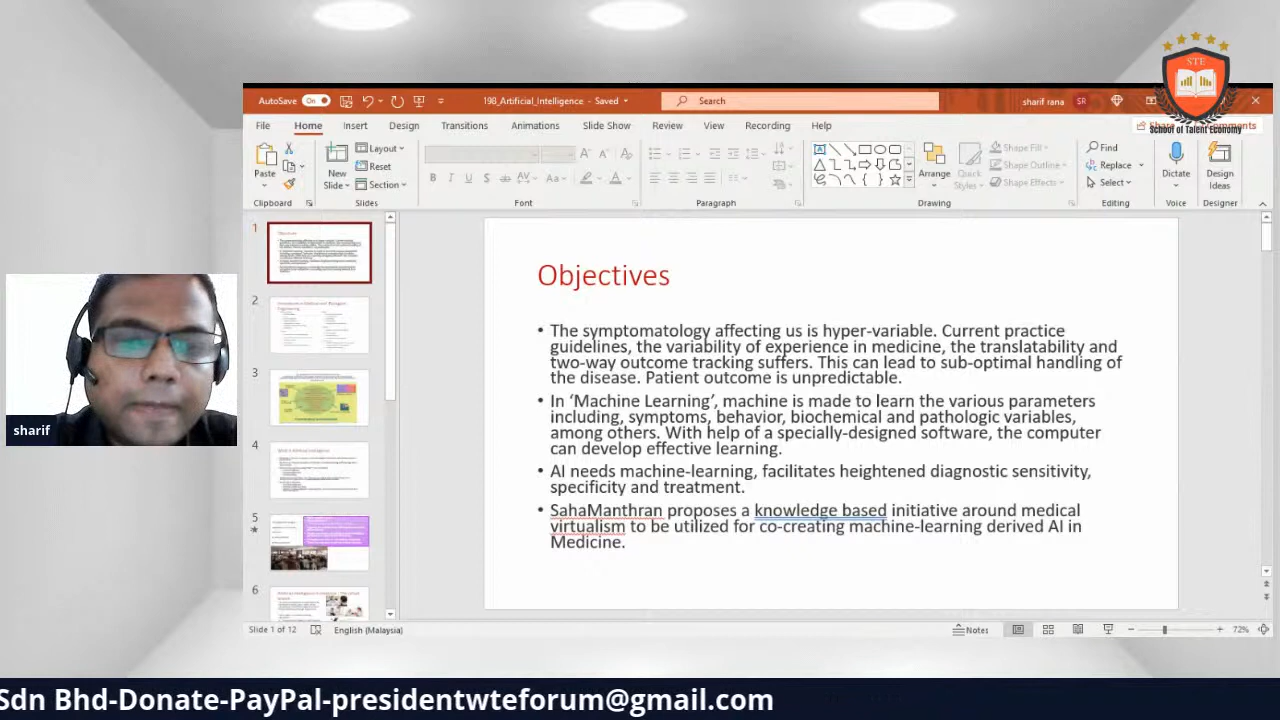 STE
School of Talent Economy
AutoSave On 198_Artificial_Intelligence - Saved Search sharif rana SR
File Home Insert Design Transitions Animations Slide Show Review View Recording Help Comments
Paste New Slide Layout Reset Section Arrange Quick Styles Shape Fill Shape Outline Shape Effects Find Replace Select Dictate Design Ideas
Clipboard Slides Font Paragraph Drawing Editing Voice Designer
1
2
3
4
5
6
Objectives
• The symptomatology affecting us is hyper-variable. Current practice
guidelines, the variability of experience in medicine, the translatability and
two-way outcome tracking suffers. This can lead to sub-optimal handling of
the disease. Patient outcome is unpredictable.
• In ‘Machine Learning’, machine is made to learn the various parameters
including, symptoms, behavior, biochemical and pathologic variables,
among others. With help of a specially-designed software, the computer
can develop effective learning.
• AI needs machine-learning, facilitates heightened diagnostic sensitivity,
specificity and treatment.
• SahaManthran proposes a knowledge based initiative around medical
virtualism to be utilized for co-creating machine-learning derived AI in
Medicine.
sharif
Slide 1 of 12 English (Malaysia) Notes 72%
Sdn Bhd-Donate-PayPal-presidentwteforum@gmail.com